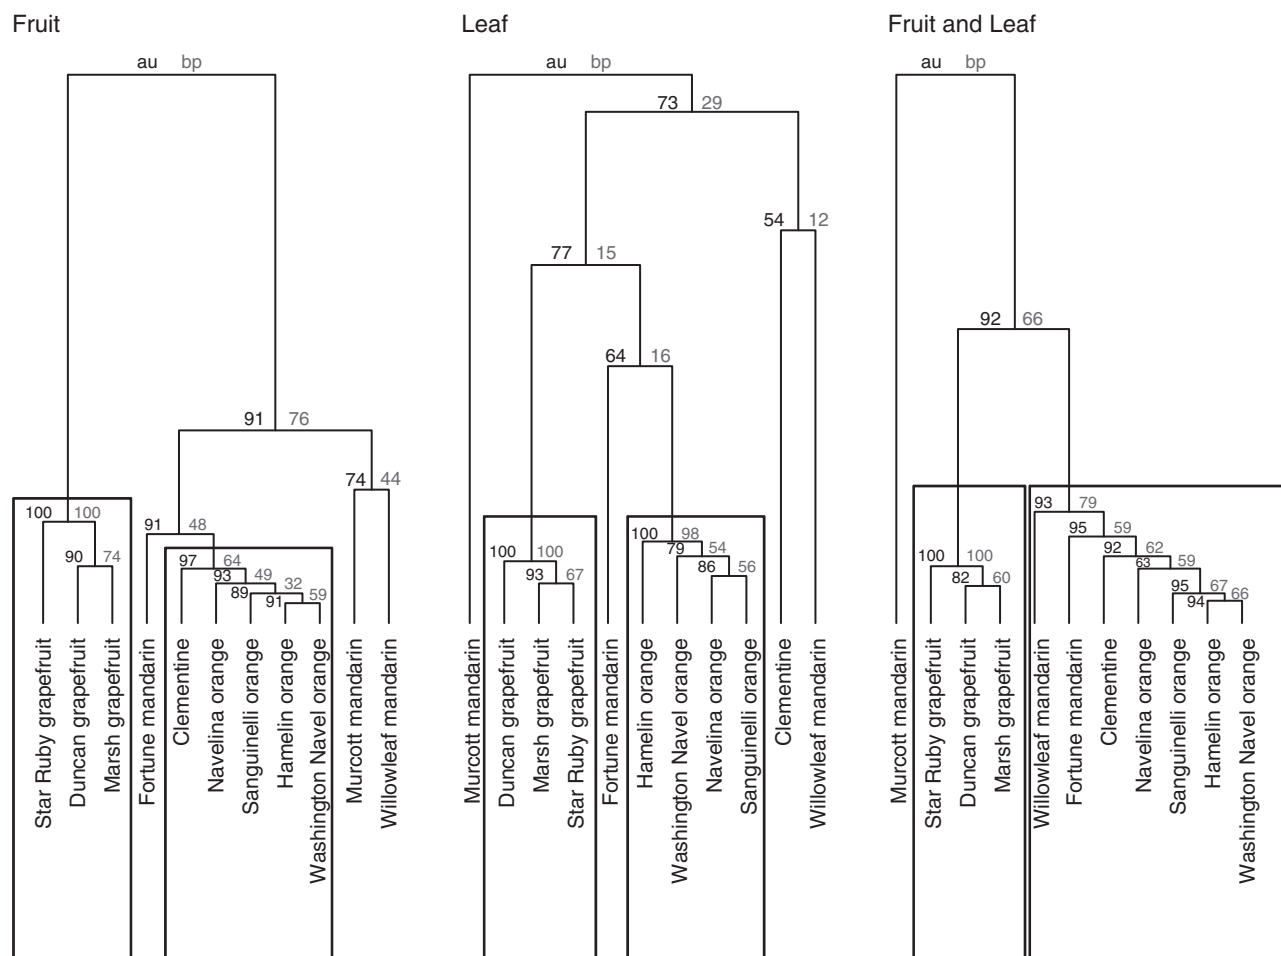 Fruit
au bp
91 76
74 44
100 100
91 48
90 74
97 64
93 49
89 32
91 59
Star Ruby grapefruit
Duncan grapefruit
Marsh grapefruit
Fortune mandarin
Clementine
Navelina orange
Sanguinelli orange
Hamelin orange
Washington Navel orange
Murcott mandarin
Willowleaf mandarin
Leaf
au bp
73 29
54 12
77 15
64 16
100 98
79 54
100 100
86 56
93 67
Murcott mandarin
Duncan grapefruit
Marsh grapefruit
Star Ruby grapefruit
Fortune mandarin
Hamelin orange
Washington Navel orange
Navelina orange
Sanguinelli orange
Clementine
Willowleaf mandarin
Fruit and Leaf
au bp
92 66
93 79
95 59
92 62
100 100
63 59
82 60
95 67
94 66
Murcott mandarin
Star Ruby grapefruit
Duncan grapefruit
Marsh grapefruit
Willowleaf mandarin
Fortune mandarin
Clementine
Navelina orange
Sanguinelli orange
Hamelin orange
Washington Navel orange